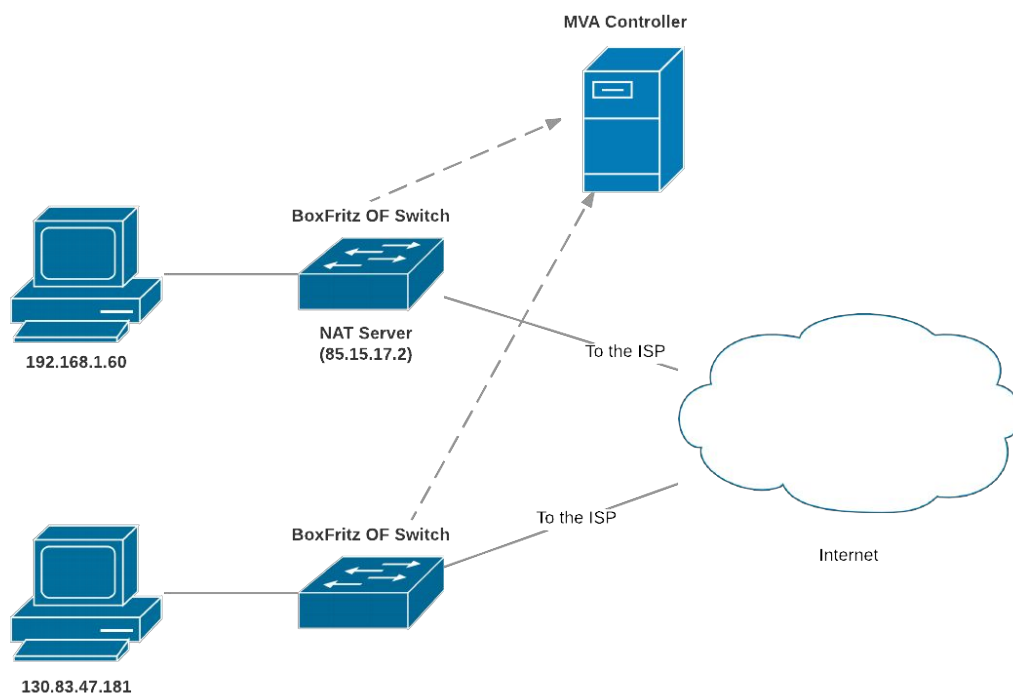 MVA Controller
BoxFritz OF Switch
NAT Server
(85.15.17.2)
192.168.1.60
To the ISP
BoxFritz OF Switch
To the ISP
Internet
130.83.47.181